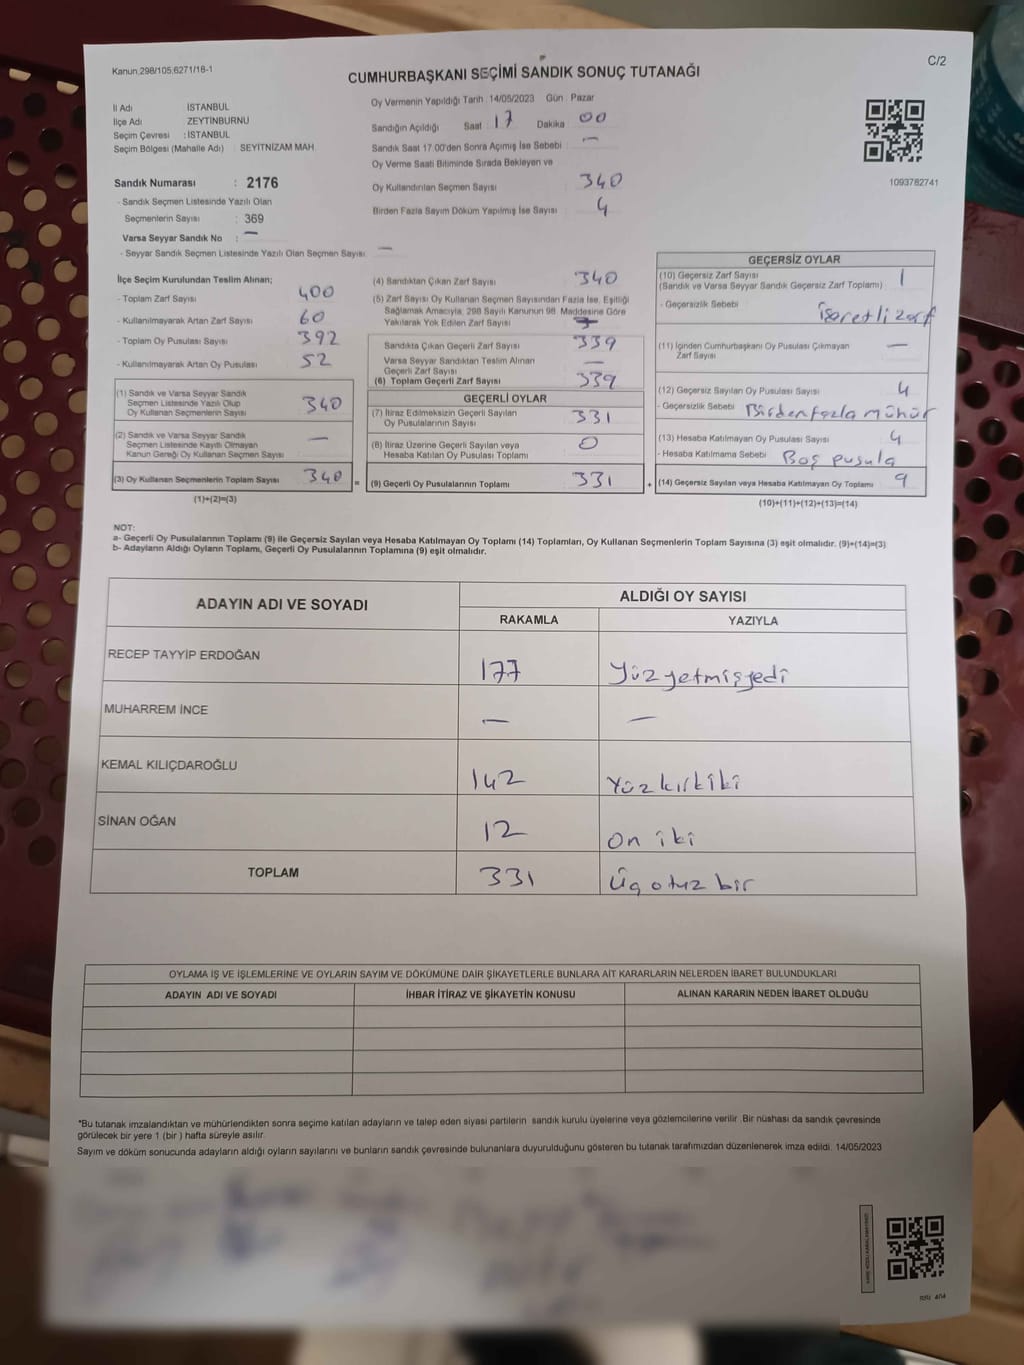 Kanun.298/105;6271/18-1
C/2
CUMHURBAŞKANI SEÇİMİ SANDIK SONUÇ TUTANAĞI
İl Adı İSTANBUL
İlçe Adı ZEYTİNBURNU
Seçim Çevresi : İSTANBUL
Seçim Bölgesi (Mahalle Adı) SEYİTNİZAM MAH
Sandık Numarası : 2176
- Sandık Seçmen Listesinde Yazılı Olan
Seçmenlerin Sayısı : 369
Varsa Seyyar Sandık No : —
- Seyyar Sandık Seçmen Listesinde Yazılı Olan Seçmen Sayısı: —
Oy Vermenin Yapıldığı Tarih : 14/05/2023 Gün : Pazar
Sandığın Açıldığı Saat : 17 Dakika 00
Sandık Saat 17.00'den Sonra Açımış İse Sebebi : —
Oy Verme Saati Bitiminde Sırada Bekleyen ve
Oy Kullandırılan Seçmen Sayısı : 340
Birden Fazla Sayım Döküm Yapılmış İse Sayısı : 4
1093782741
İlçe Seçim Kurulundan Teslim Alınan;
- Toplam Zarf Sayısı 400
- Kullanılmayarak Artan Zarf Sayısı 60
- Toplam Oy Pusulası Sayısı 392
- Kullanılmayarak Artan Oy Pusulası 52
(1) Sandık ve Varsa Seyyar Sandık
Seçmen Listesinde Yazılı Olup
Oy Kullanan Seçmenlerin Sayısı 340
(2) Sandık ve Varsa Seyyar Sandık
Seçmen Listesinde Kayıtlı Olmayan
Kanun Gereği Oy Kullanan Seçmen Sayısı —
(3) Oy Kullanan Seçmenlerin Toplam Sayısı 340
(1)+(2)=(3)
(4) Sandıktan Çıkan Zarf Sayısı 340
(5) Zarf Sayısı Oy Kullanan Seçmen Sayısından Fazla İse, Eşitliği
Sağlamak Amacıyla, 298 Sayılı Kanunun 98. Maddesine Göre
Yakılarak Yok Edilen Zarf Sayısı
Sandıkta Çıkan Geçerli Zarf Sayısı 339
Varsa Seyyar Sandıktan Teslim Alınan
Geçerli Zarf Sayısı —
(6) Toplam Geçerli Zarf Sayısı 339
GEÇERLİ OYLAR
(7) İtiraz Edilmeksizin Geçerli Sayılan
Oy Pusulalarının Sayısı 331
(8) İtiraz Üzerine Geçerli Sayılan veya
Hesaba Katılan Oy Pusulası Toplamı 0
= (9) Geçerli Oy Pusulalarının Toplamı 331
GEÇERSİZ OYLAR
(10) Geçersiz Zarf Sayısı
(Sandık ve Varsa Seyyar Sandık Geçersiz Zarf Toplamı) 1
- Geçersizlik Sebebi İşaretli zarf
(11) İçinden Cumhurbaşkanı Oy Pusulası Çıkmayan
Zarf Sayısı —
(12) Geçersiz Sayılan Oy Pusulası Sayısı 4
- Geçersizlik Sebebi Birden fazla mühür
(13) Hesaba Katılmayan Oy Pusulası Sayısı 4
- Hesaba Katılmama Sebebi Boş pusula
+ (14) Geçersiz Sayılan veya Hesaba Katılmayan Oy Toplamı 9
(10)+(11)+(12)+(13)=(14)
NOT:
a- Geçerli Oy Pusulalarının Toplamı (9) ile Geçersiz Sayılan veya Hesaba Katılmayan Oy Toplamı (14) Toplamları, Oy Kullanan Seçmenlerin Toplam Sayısına (3) eşit olmalıdır. (9)+(14)=(3)
b- Adayların Aldığı Oyların Toplamı, Geçerli Oy Pusulalarının Toplamına (9) eşit olmalıdır.
ADAYIN ADI VE SOYADI
ALDIĞI OY SAYISI
RAKAMLA YAZIYLA
RECEP TAYYİP ERDOĞAN 177 Yüzyetmişyedi
MUHARREM İNCE — —
KEMAL KILIÇDAROĞLU 142 Yüzkırkiki
SİNAN OĞAN 12 On iki
TOPLAM 331 Üç otuz bir
OYLAMA İŞ VE İŞLEMLERİNE VE OYLARIN SAYIM VE DÖKÜMÜNE DAİR ŞİKAYETLERLE BUNLARA AİT KARARLARIN NELERDEN İBARET BULUNDUKLARI
ADAYIN ADI VE SOYADI İHBAR İTİRAZ VE ŞİKAYETİN KONUSU ALINAN KARARIN NEDEN İBARET OLDUĞU
*Bu tutanak imzalandıktan ve mühürlendikten sonra seçime katılan adayların ve talep eden siyasi partilerin sandık kurulu üyelerine veya gözlemcilerine verilir .Bir nüshası da sandık çevresinde
görülecek bir yere 1 (bir ) hafta süreyle asılır.
Sayım ve döküm sonucunda adayların aldığı oyların sayılarını ve bunların sandık çevresinde bulunanlara duyurulduğunu gösteren bu tutanak tarafımızdan düzenlenerek imza edildi. 14/05/2023